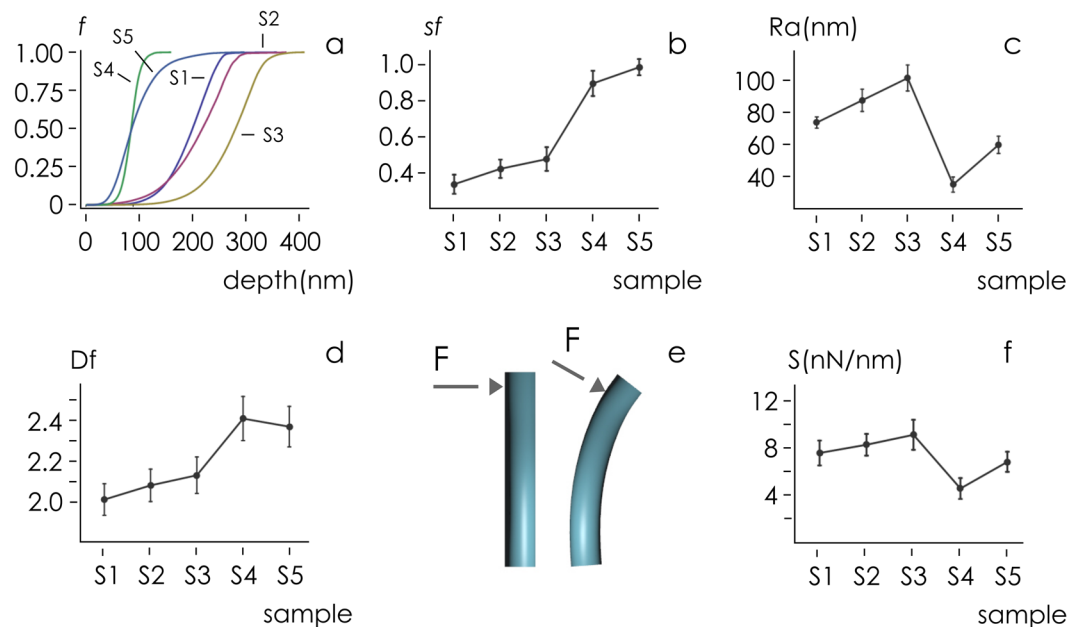 f
a
1.00
0.75
0.50
0.25
0
S5
S4
S2
S1
S3
0 100 200 300 400
depth(nm)
sf
b
1.0
0.8
0.6
0.4
S1 S2 S3 S4 S5
sample
Ra(nm)
c
100
80
60
40
S1 S2 S3 S4 S5
sample
Df
d
2.4
2.2
2.0
S1 S2 S3 S4 S5
sample
e
F
F
S(nN/nm)
f
12
8
4
S1 S2 S3 S4 S5
sample